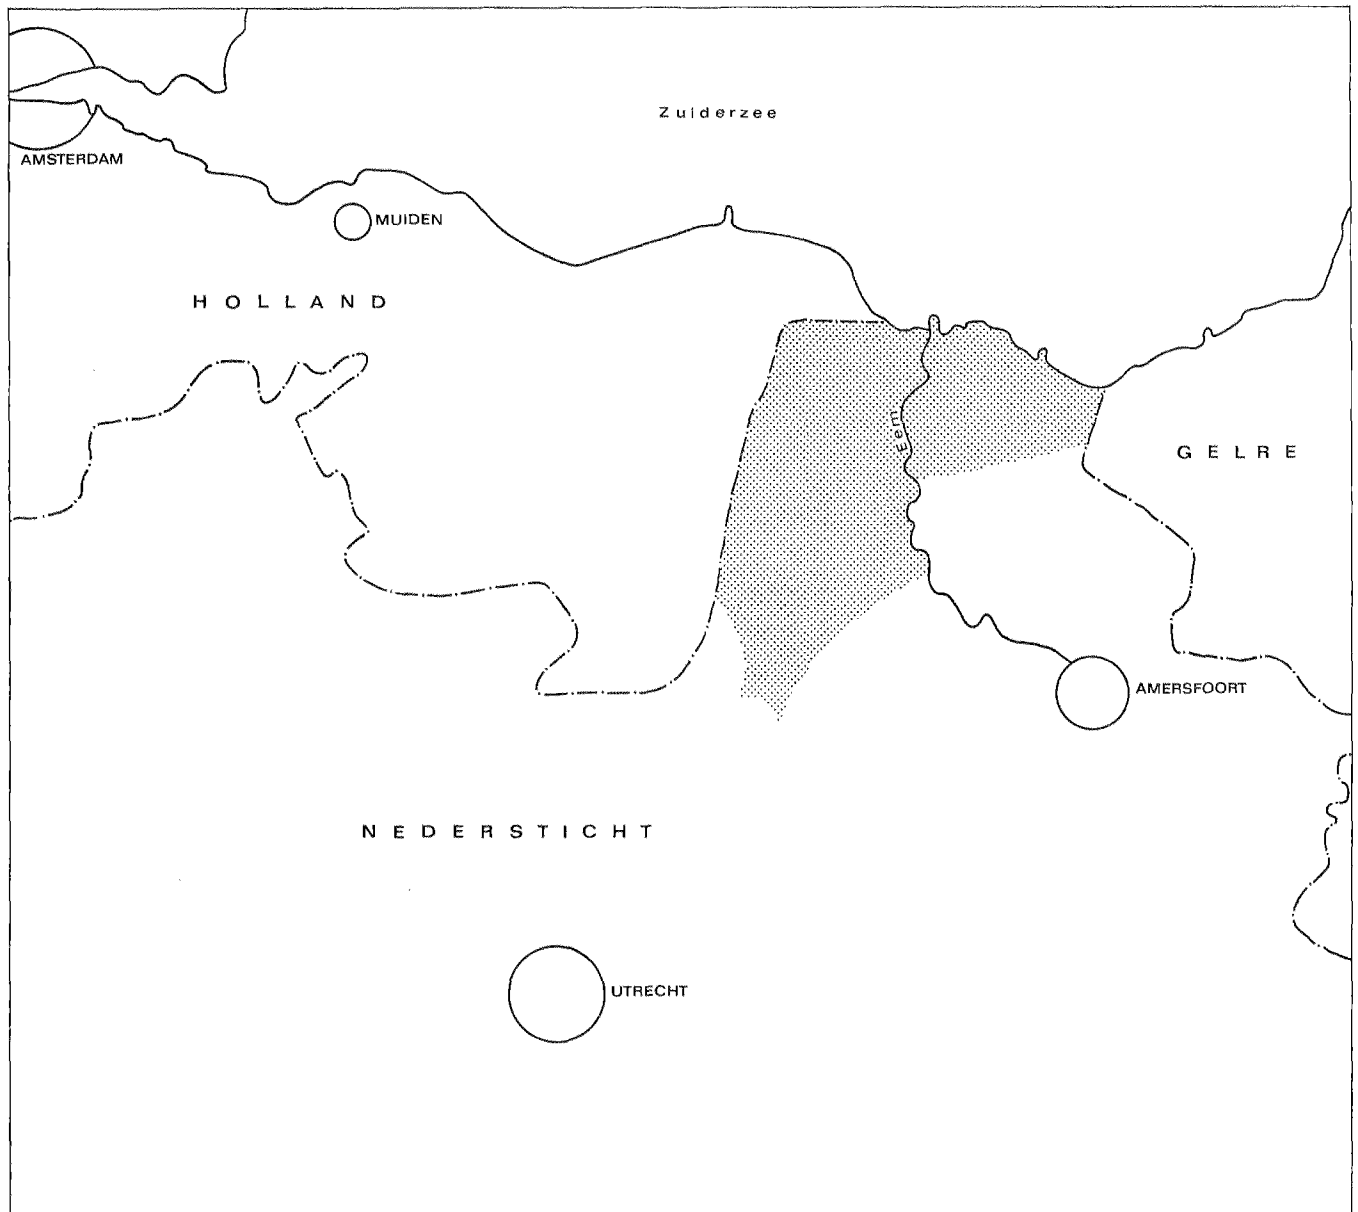 Zuiderzee
AMSTERDAM
MUIDEN
HOLLAND
Eem
GELRE
AMERSFOORT
NEDERSTICHT
UTRECHT